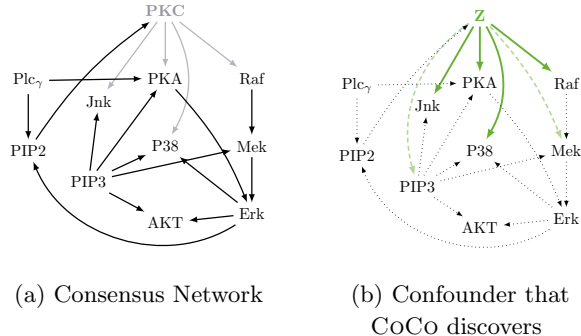 PKC
Plcγ
PKA
Raf
Jnk
PIP2
P38
Mek
PIP3
AKT
Erk
(a) Consensus Network
Z
Plcγ
PKA
Raf
Jnk
PIP2
P38
Mek
PIP3
AKT
Erk
(b) Confounder that
COCO discovers